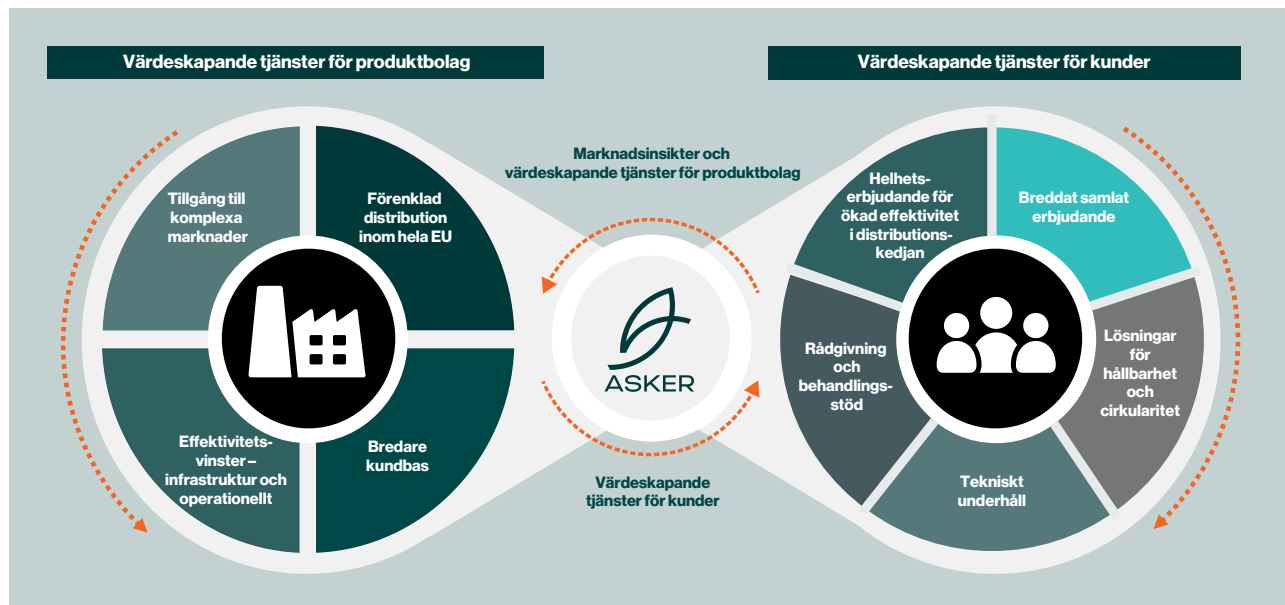 Värdeskapande tjänster för produktbolag
Värdeskapande tjänster för kunder
Tillgång till
komplexa
marknader
Förenklad
distribution
inom hela EU
Effektivitets-
vinster –
infrastruktur och
operationellt
Bredare
kundbas
Marknadsinsikter och
värdeskapande tjänster för produktbolag
ASKER
Värdeskapande
tjänster för kunder
Helhets-
erbjudande för
ökad effektivitet
i distributions-
kedjan
Breddat samlat
erbjudande
Rådgivning
och
behandlings-
stöd
Lösningar
för
hållbarhet
och
cirkularitet
Tekniskt
underhåll